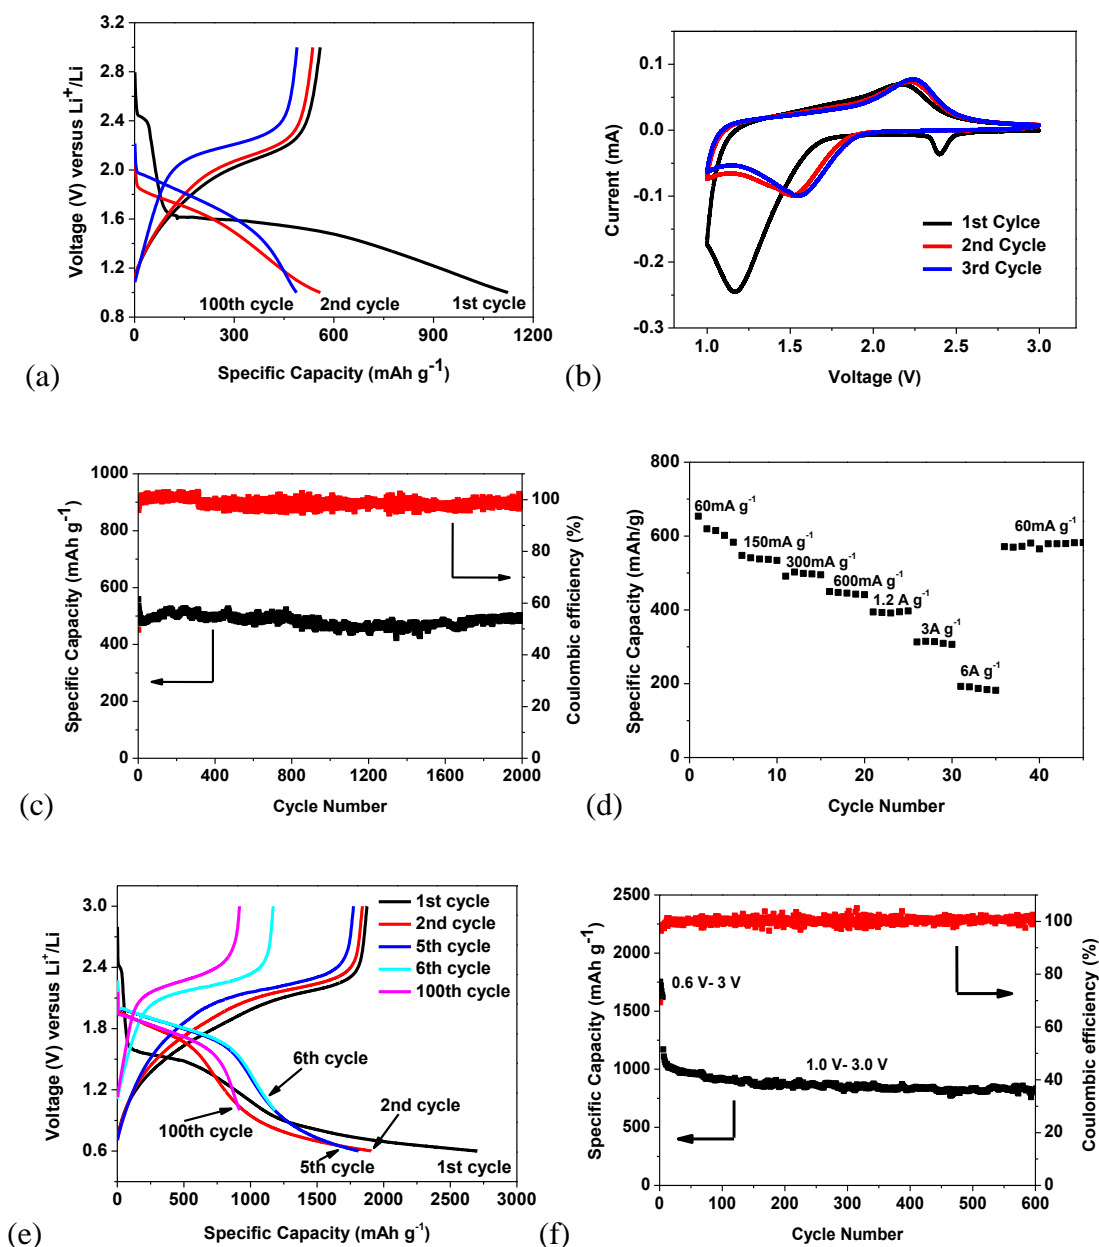 3.2
2.8
2.4
2.0
1.6
1.2
0.8
0
300
600
900
1200
Voltage (V) versus Li+/Li
100th cycle
2nd cycle
1st cycle
Specific Capacity (mAh g-1)
(a)
0.1
0.0
-0.1
-0.2
-0.3
1.0
1.5
2.0
2.5
3.0
Current (mA)
1st Cylce
2nd Cycle
3rd Cycle
Voltage (V)
(b)
1000
900
800
700
600
500
400
300
200
0
0
400
800
1200
1600
2000
100
80
60
40
20
0
Specific Capacity (mAh g-1)
Coulombic efficiency (%)
Cycle Number
(c)
800
600
400
200
0
0
10
20
30
40
Specific Capacity (mAh/g)
60mA g-1
150mA g-1
300mA g-1
600mA g-1
1.2 A g-1
3A g-1
6A g-1
60mA g-1
Cycle Number
(d)
3.0
2.4
1.8
1.2
0.6
0
500
1000
1500
2000
2500
3000
Voltage (V) versus Li+/Li
1st cycle
2nd cycle
5th cycle
6th cycle
100th cycle
6th cycle
2nd cycle
100th cycle
5th cycle
1st cycle
Specific Capacity (mAh g-1)
(e)
2500
2250
2000
1750
1500
1250
1000
750
500
250
0
0
100
200
300
400
500
600
100
80
60
40
20
0
Specific Capacity (mAh g-1)
Coulombic efficiency (%)
0.6 V- 3 V
1.0 V- 3.0 V
Cycle Number
(f)